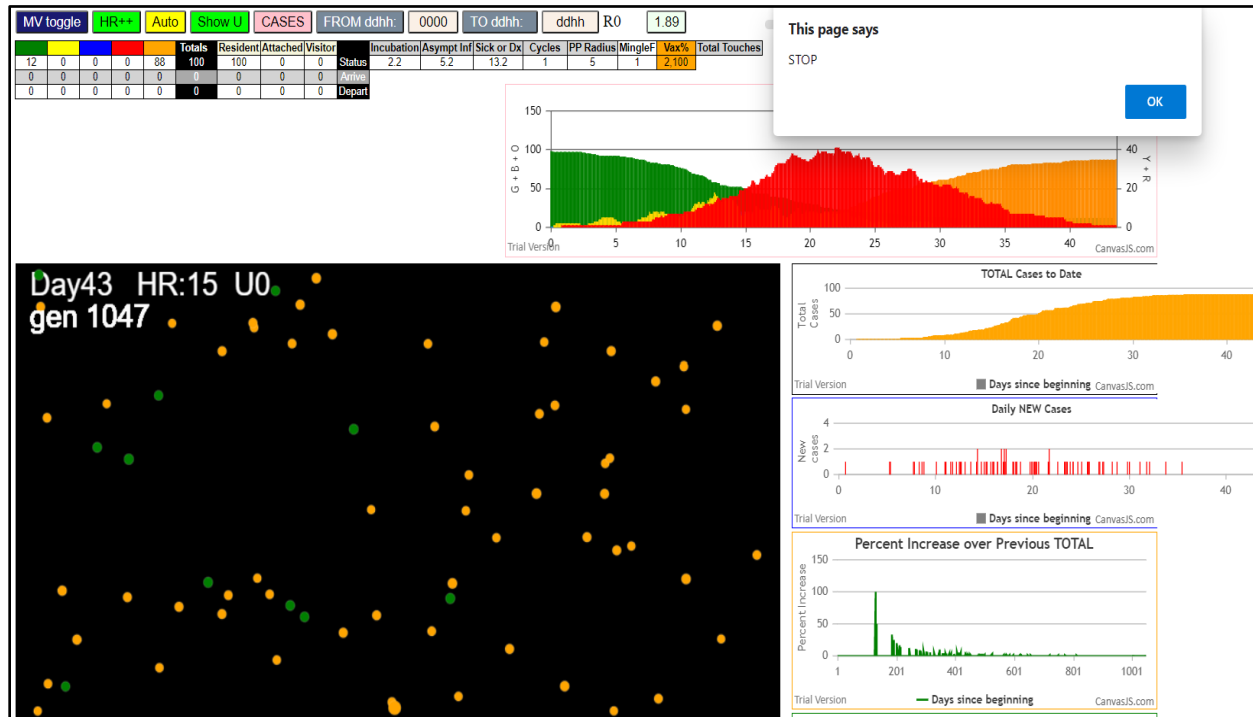 MV toggle HR++ Auto Show U CASES FROM ddhh: 0000 TO ddhh: ddhh R0 1.89
This page says
STOP
OK
Totals Resident Attached Visitor Incubation Asympt Inf Sick or Dx Cycles PP Radius MingleF Vax% Total Touches
12 0 0 0 88 100 100 0 0 Status 2.2 5.2 13.2 1 5 1 2,100
0 0 0 0 0 0 0 0 0 Arrive
0 0 0 0 0 0 0 0 0 Depart
G + B + O
150
100
50
0
40
20
0
Y + R
0 5 10 15 20 25 30 35 40
Trial Version CanvasJS.com
Day43 HR:15 U0
gen 1047
TOTAL Cases to Date
Total
Cases
100
50
0
0 10 20 30 40
Days since beginning
Trial Version CanvasJS.com
Daily NEW Cases
New
cases
4
2
0
0 10 20 30 40
Days since beginning
Trial Version CanvasJS.com
Percent Increase over Previous TOTAL
Percent Increase
150
100
50
0
1 201 401 601 801 1001
Days since beginning
Trial Version CanvasJS.com